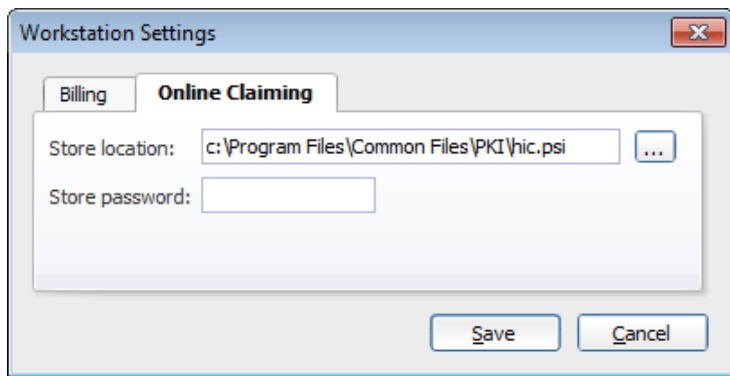 Workstation Settings
Billing Online Claiming
Store location: c:\Program Files\Common Files\PKI\hic.psi ...
Store password:
Save Cancel